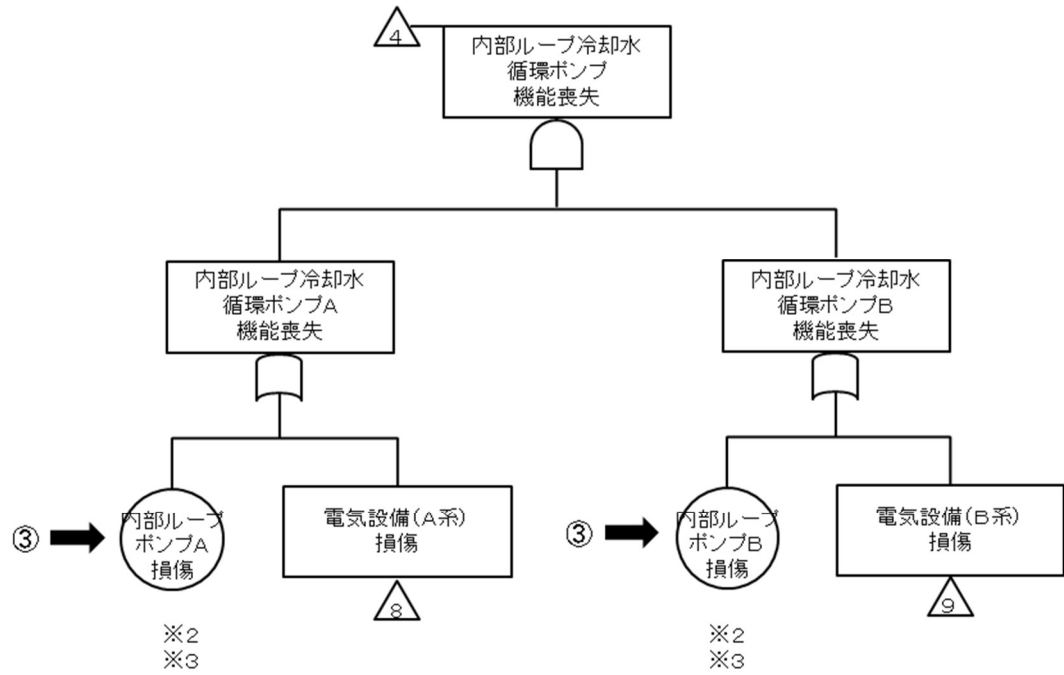 4
内部ループ冷却水
循環ポンプ
機能喪失
内部ループ冷却水
循環ポンプA
機能喪失
内部ループ冷却水
循環ポンプB
機能喪失
③
内部ループ
ポンプA
損傷
電気設備(A系)
損傷
③
内部ループ
ポンプB
損傷
電気設備(B系)
損傷
8
9
※2
※3
※2
※3